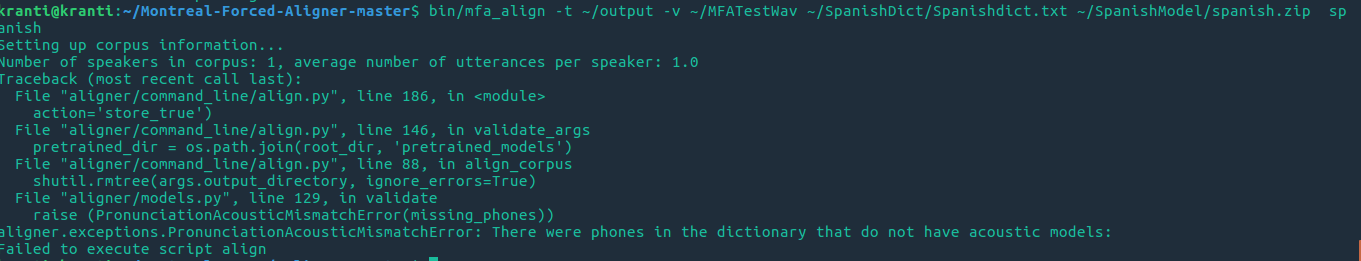 kranti@kranti:~/Montreal-Forced-Aligner-master$ bin/mfa_align -t ~/output -v ~/MFATestWav ~/SpanishDict/Spanishdict.txt ~/SpanishModel/spanish.zip  sp
anish
Setting up corpus information...
Number of speakers in corpus: 1, average number of utterances per speaker: 1.0
Traceback (most recent call last):
  File "aligner/command_line/align.py", line 186, in <module>
    action='store_true')
  File "aligner/command_line/align.py", line 146, in validate_args
    pretrained_dir = os.path.join(root_dir, 'pretrained_models')
  File "aligner/command_line/align.py", line 88, in align_corpus
    shutil.rmtree(args.output_directory, ignore_errors=True)
  File "aligner/models.py", line 129, in validate
    raise (PronunciationAcousticMismatchError(missing_phones))
aligner.exceptions.PronunciationAcousticMismatchError: There were phones in the dictionary that do not have acoustic models:
Failed to execute script align